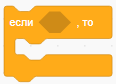 если , то